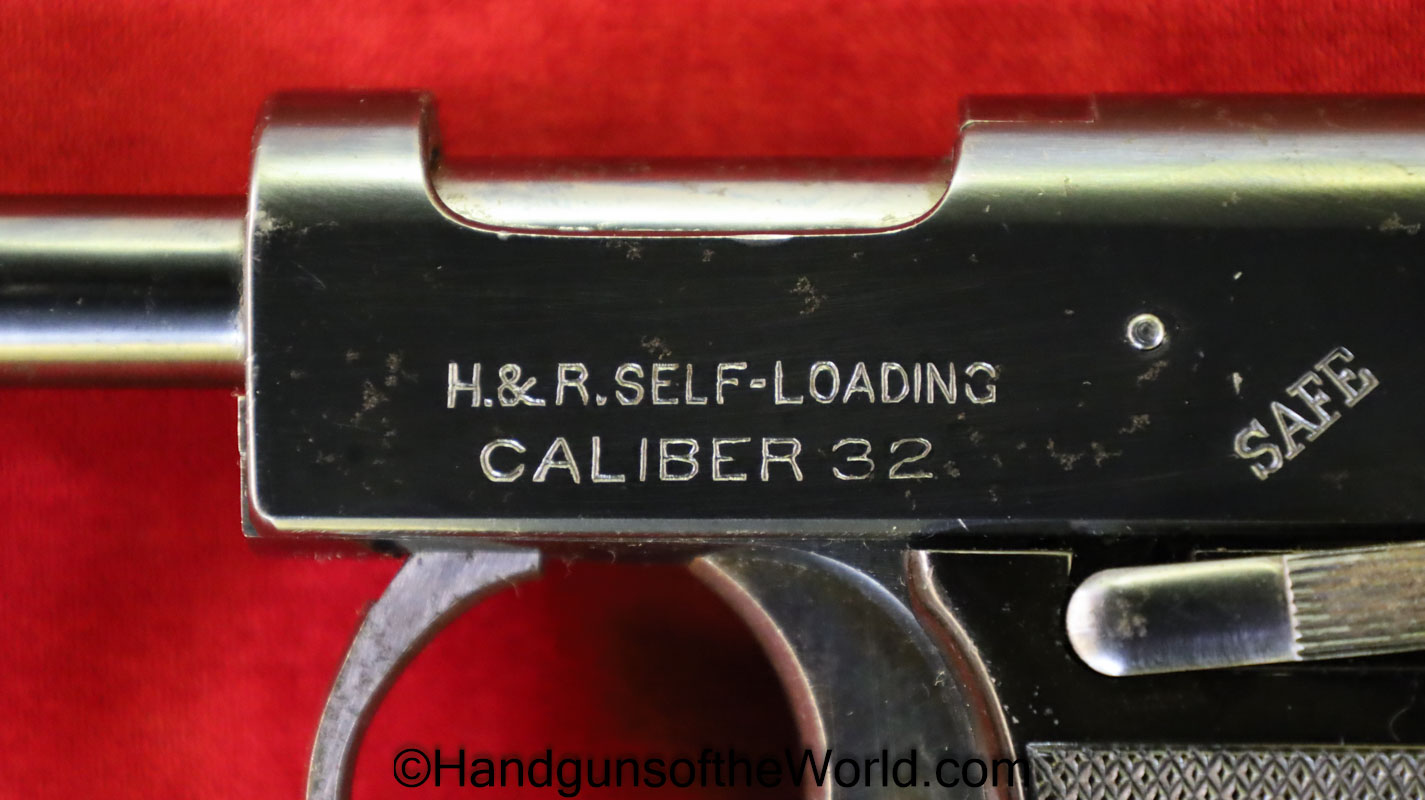 H.&R.SELF-LOADING
CALIBER 32
SAFE
©HandgunsoftheWorld.com